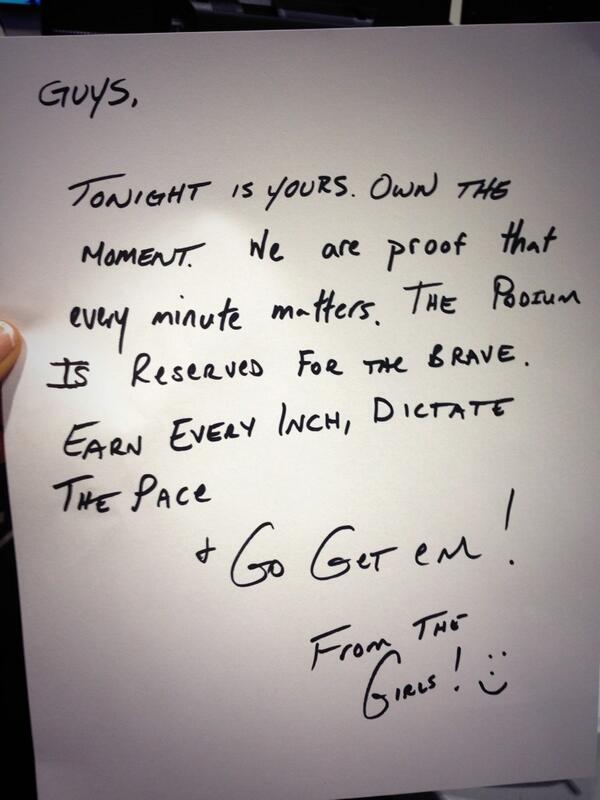 GUYS,
TONIGHT IS YOURS. OWN THE
MOMENT. We are proof that
every minute matters. THE PODIUM
IS RESERVED FOR THE BRAVE.
EARN EVERY INCH, DICTATE
THE PACE
+ GO GET EM!
FROM THE
GIRLS! :)